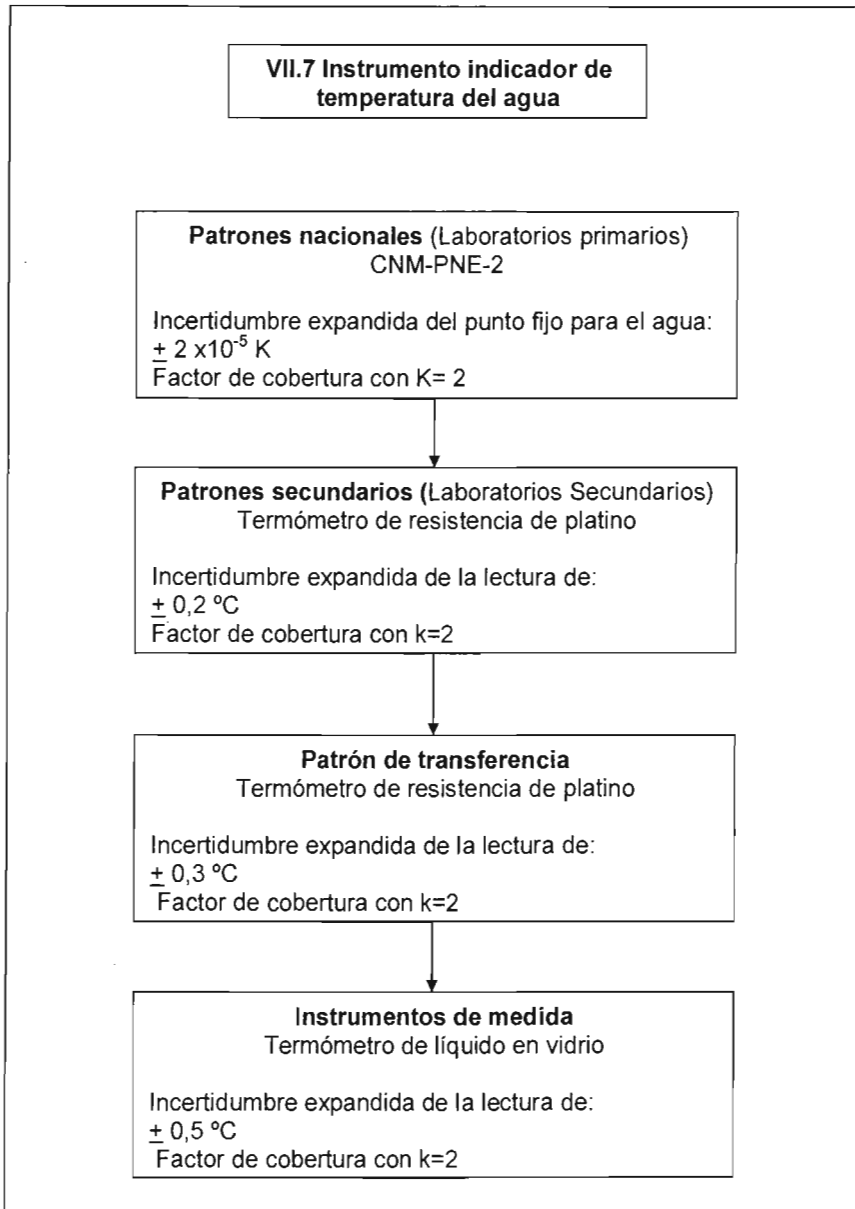 VII.7 Instrumento indicador de
temperatura del agua
Patrones nacionales (Laboratorios primarios)
CNM-PNE-2
Incertidumbre expandida del punto fijo para el agua:
± 2 x10⁻⁵ K
Factor de cobertura con K= 2
Patrones secundarios (Laboratorios Secundarios)
Termómetro de resistencia de platino
Incertidumbre expandida de la lectura de:
± 0,2 ºC
Factor de cobertura con k=2
Patrón de transferencia
Termómetro de resistencia de platino
Incertidumbre expandida de la lectura de:
± 0,3 ºC
Factor de cobertura con k=2
Instrumentos de medida
Termómetro de líquido en vidrio
Incertidumbre expandida de la lectura de:
± 0,5 ºC
Factor de cobertura con k=2